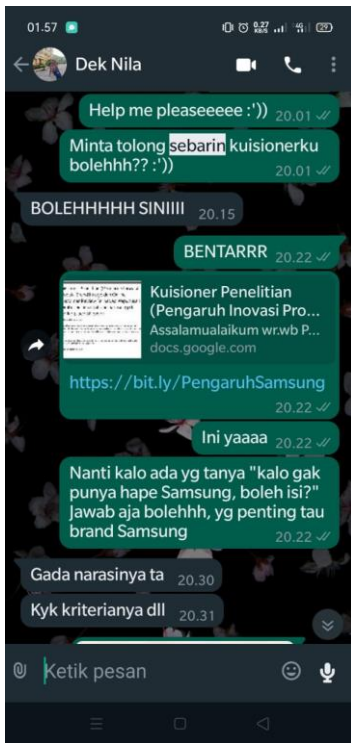 01.57
0,27
KB/S
4G
29
Dek Nila
Help me pleaseeeee :'))
20.01
Minta tolong sebarin kuisionerku
bolehhh?? :'))
20.01
BOLEHHHHH SINIIII
20.15
BENTARRR
20.22
Kuisioner Penelitian
(Pengaruh Inovasi Pro...
Assalamualaikum wr.wb P...
docs.google.com
https://bit.ly/PengaruhSamsung
20.22
Ini yaaaa
20.22
Nanti kalo ada yg tanya "kalo gak
punya hape Samsung, boleh isi?"
Jawab aja bolehhh, yg penting tau
brand Samsung
20.22
Gada narasinya ta
20.30
Kyk kriterianya dll
20.31
Ketik pesan